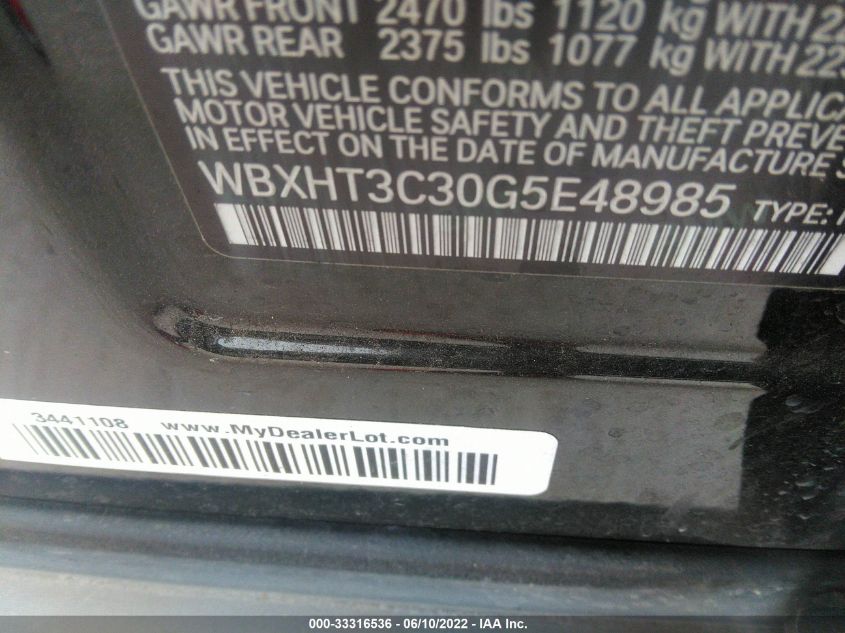 GAWR FRONT 2470 lbs 1120 kg WITH
GAWR REAR 2375 lbs 1077 kg WITH
THIS VEHICLE CONFORMS TO ALL
MOTOR VEHICLE SAFETY AND THEFT
IN EFFECT ON THE DATE OF MANUFACTURE
WBXHT3C30G5E48985 TYPE:
3441108 www.MyDealerLot.com
000-33316536 - 06/10/2022 - IAA Inc.